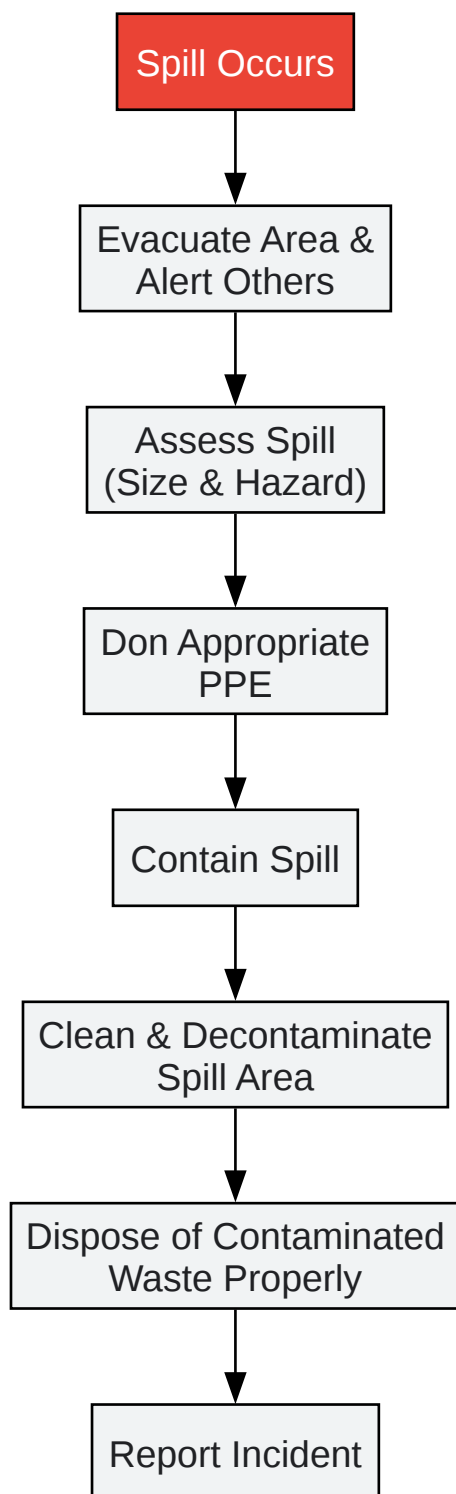 Spill Occurs
Evacuate Area &
Alert Others
Assess Spill
(Size & Hazard)
Don Appropriate
PPE
Contain Spill
Clean & Decontaminate
Spill Area
Dispose of Contaminated
Waste Properly
Report Incident